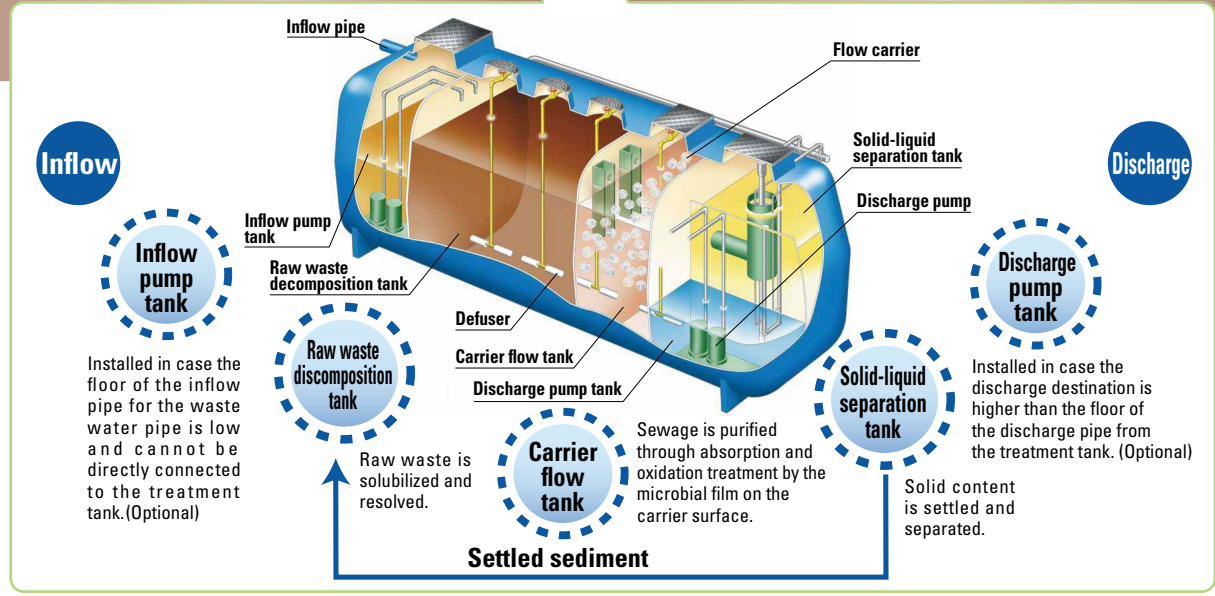 Inflow pipe
Flow carrier
Solid-liquid
separation tank
Discharge pump
Inflow
Discharge
Inflow pump
tank
Raw waste
decomposition tank
Defuser
Carrier flow tank
Discharge pump tank
Inflow
pump
tank
Installed in case the
floor of the inflow
pipe for the waste
water pipe is low
and cannot be
directly connected
to the treatment
tank.(Optional)
Raw waste
discomposition
tank
Raw waste is
solubilized and
resolved.
Carrier
flow
tank
Sewage is purified
through absorption and
oxidation treatment by the
microbial film on the
carrier surface.
Solid-liquid
separation
tank
Solid content
is settled and
separated.
Discharge
pump
tank
Installed in case the
discharge destination is
higher than the floor of
the discharge pipe from
the treatment tank. (Optional)
Settled sediment